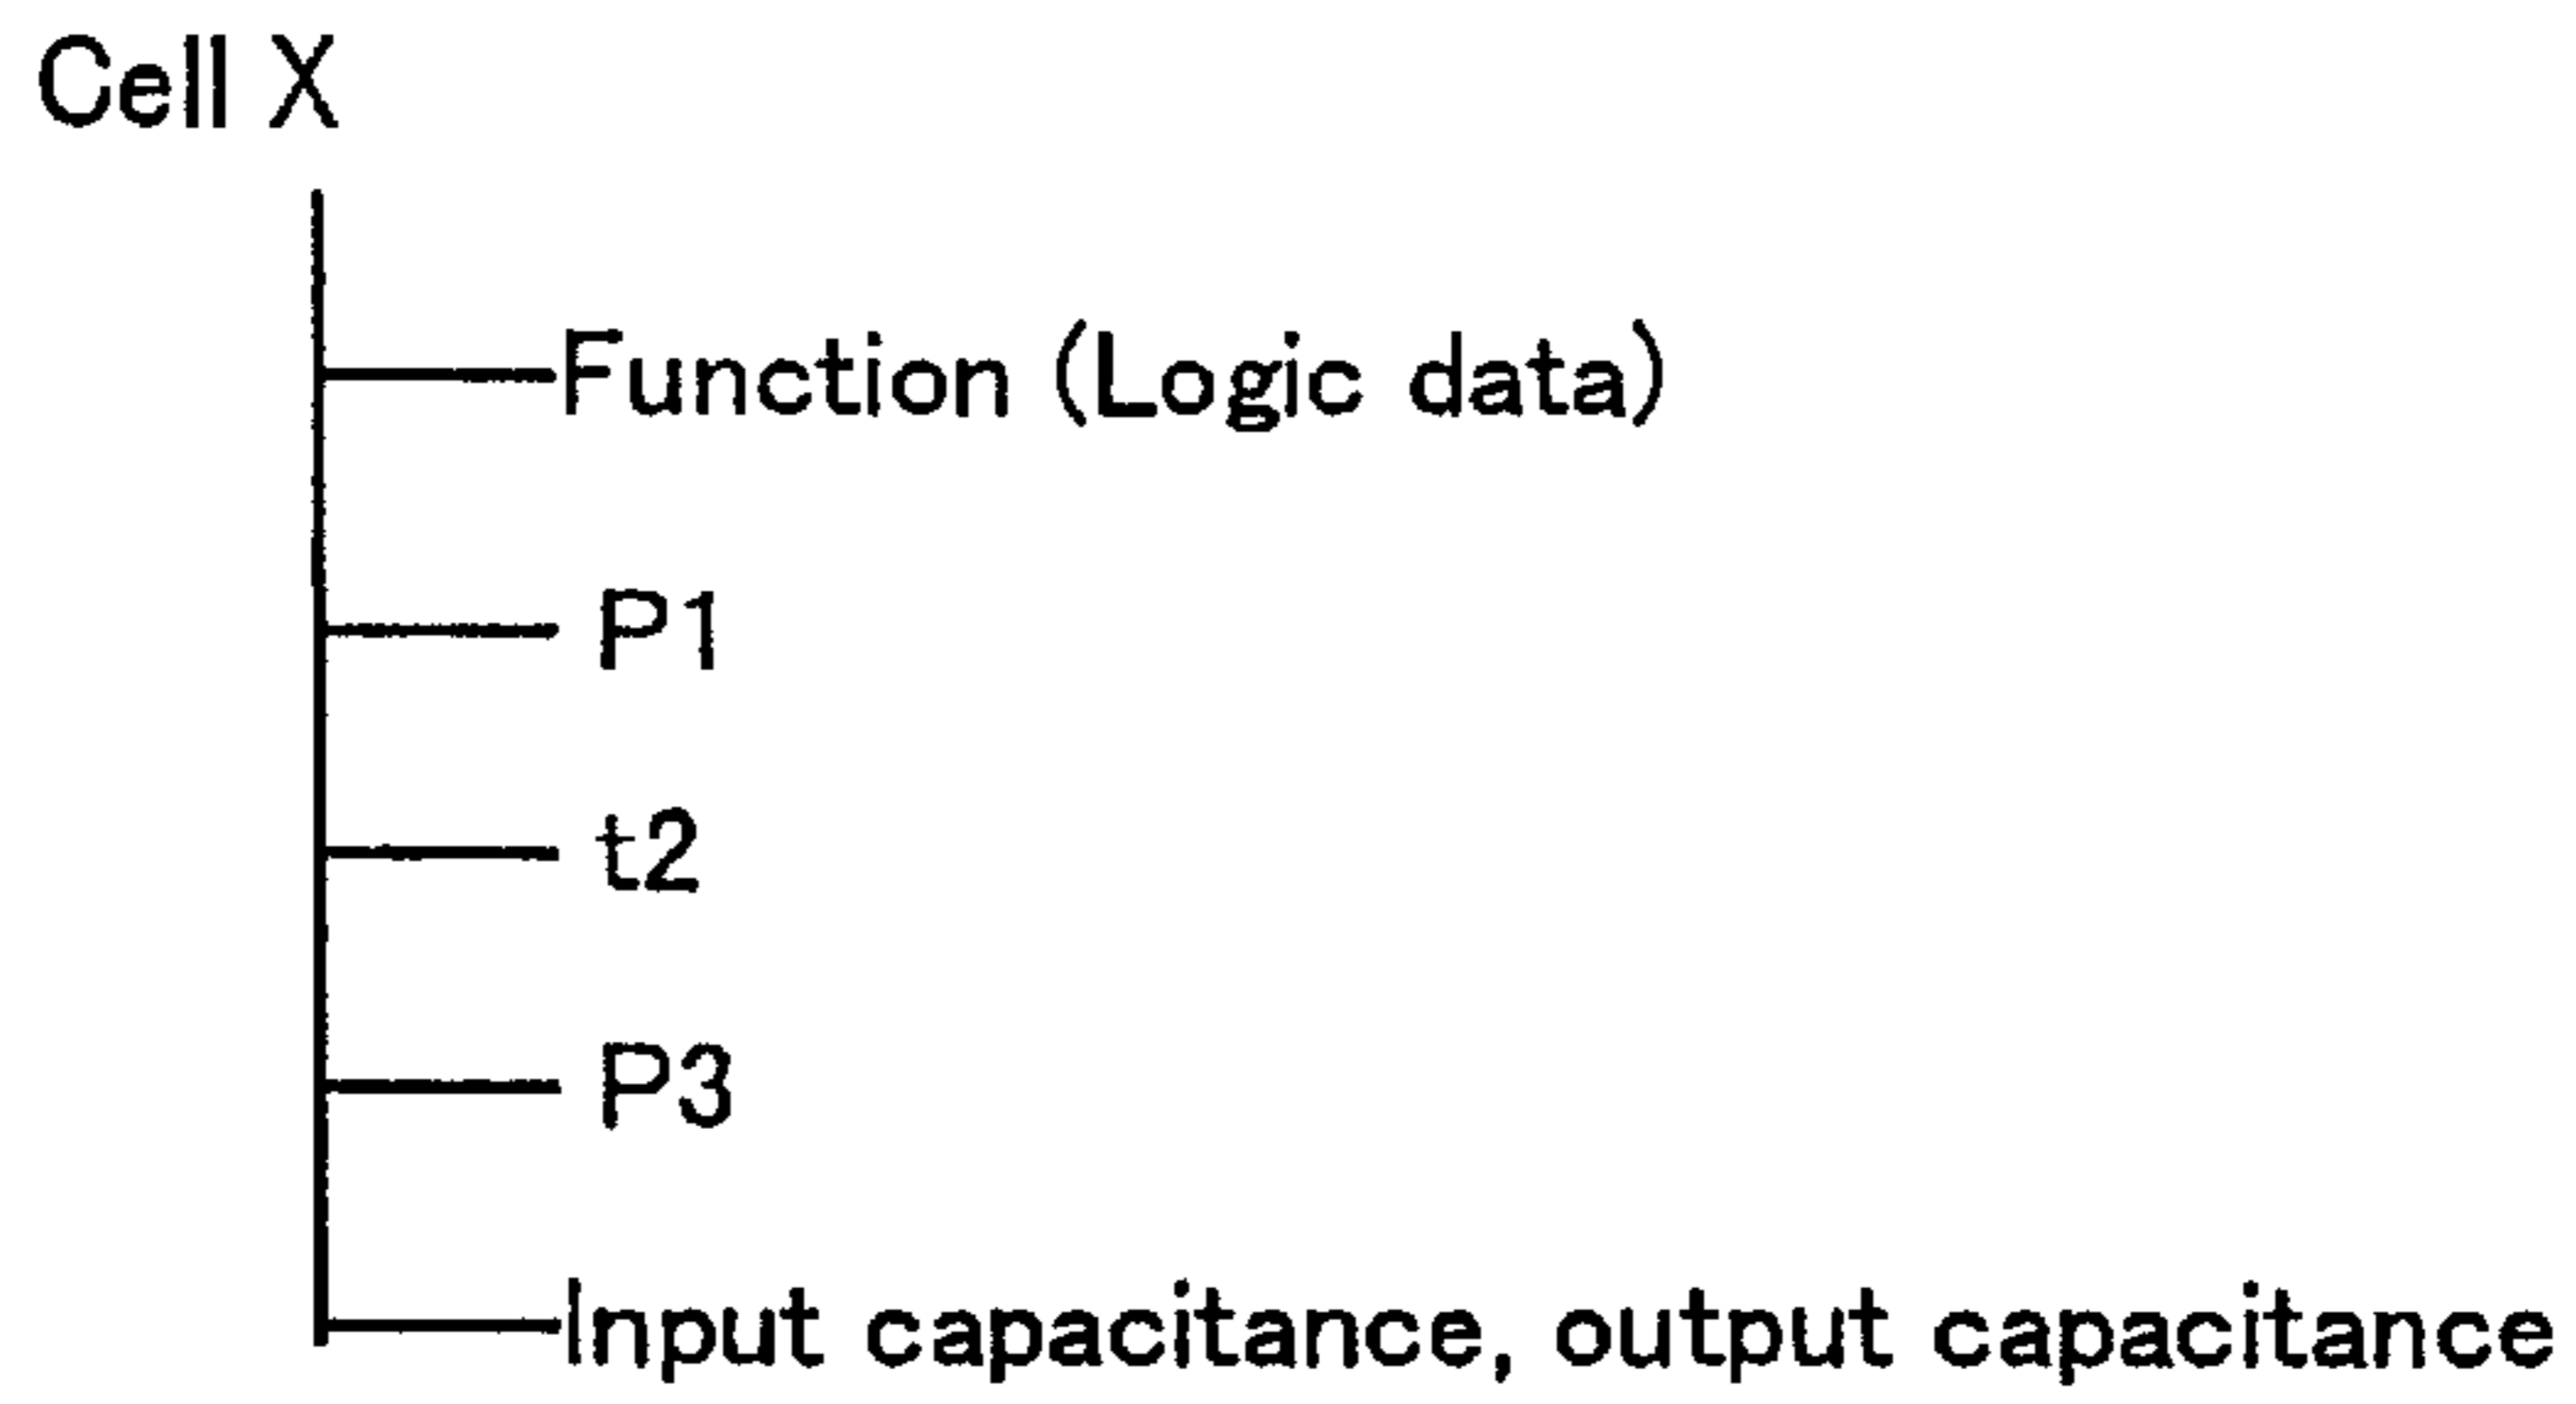 Cell X
Function (Logic data)
P1
t2
P3
Input capacitance, output capacitance